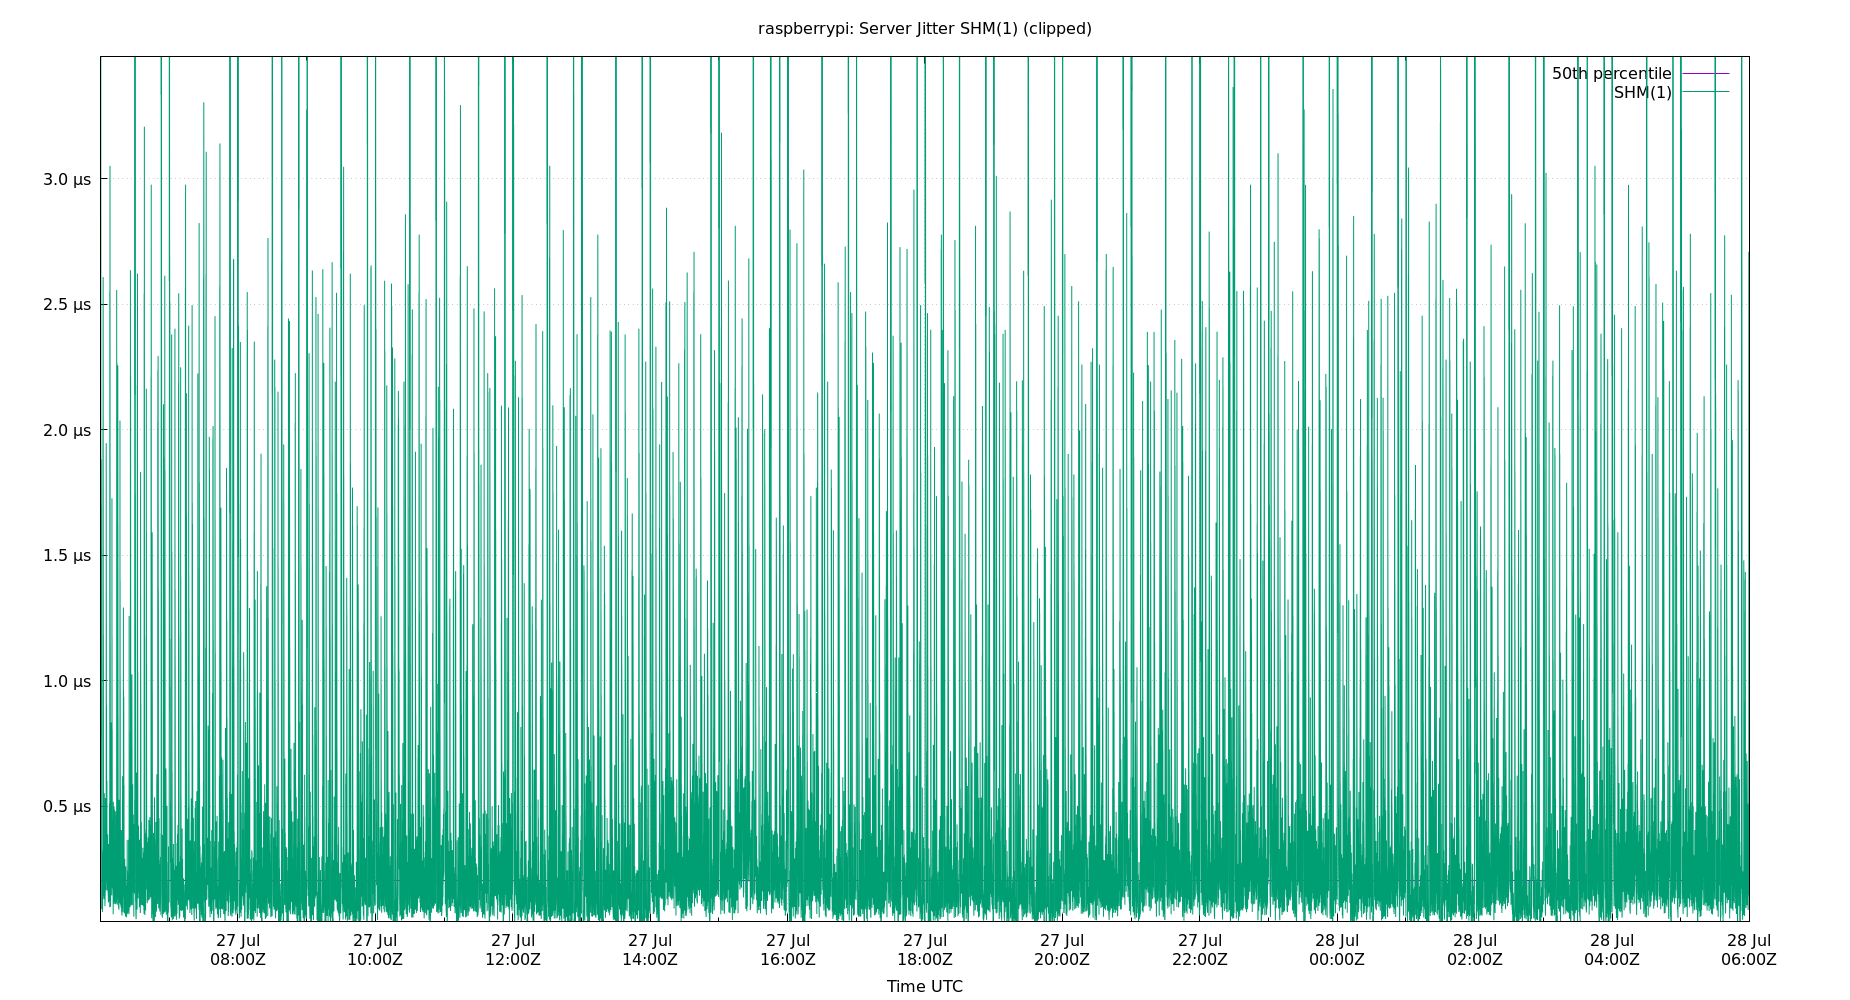 raspberrypi: Server Jitter SHM(1) (clipped)
50th percentile
SHM(1)
3.0 µs
2.5 µs
2.0 µs
1.5 µs
1.0 µs
0.5 µs
27 Jul 27 Jul 27 Jul 27 Jul 27 Jul 27 Jul 27 Jul 27 Jul 28 Jul 28 Jul 28 Jul 28 Jul
08:00Z 10:00Z 12:00Z 14:00Z 16:00Z 18:00Z 20:00Z 22:00Z 00:00Z 02:00Z 04:00Z 06:00Z
Time UTC